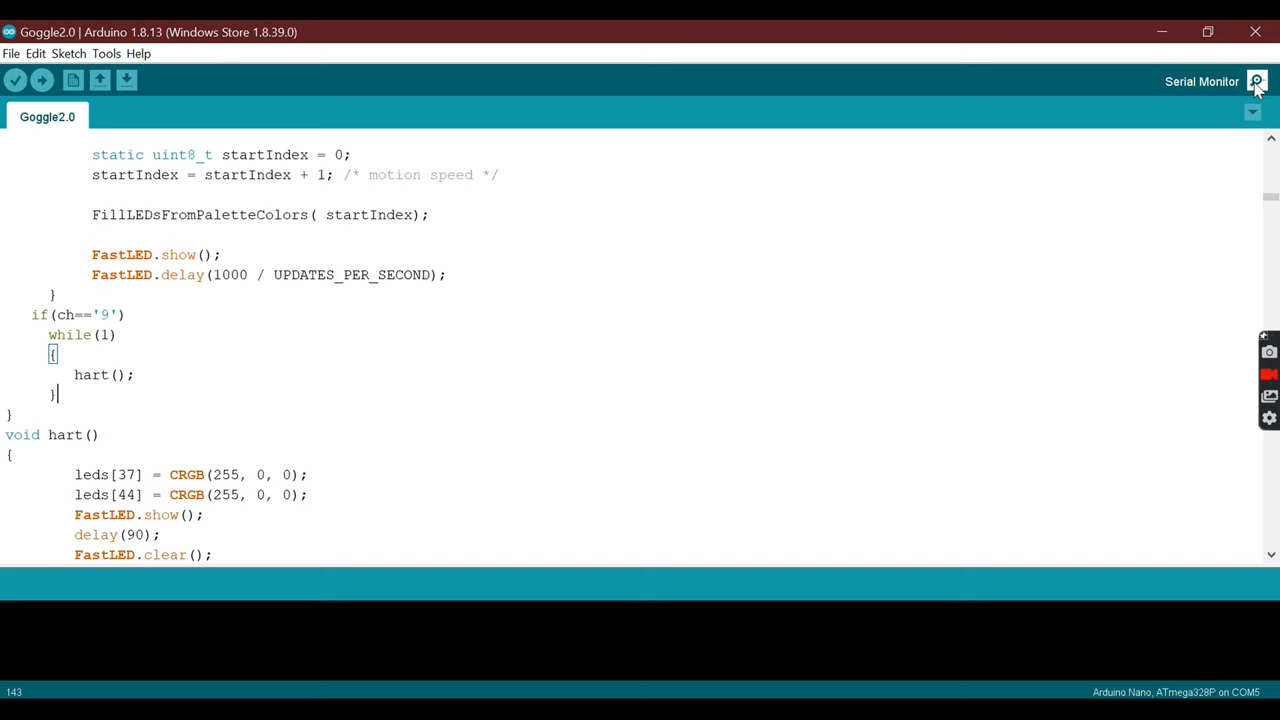 Goggle2.0 | Arduino 1.8.13 (Windows Store 1.8.39.0)
File Edit Sketch Tools Help
Serial Monitor
Goggle2.0
static uint8_t startIndex = 0;
startIndex = startIndex + 1; /* motion speed */
FillLEDsFromPaletteColors( startIndex);
FastLED.show();
FastLED.delay(1000 / UPDATES_PER_SECOND);
}
if(ch=='9')
while(1)
{
hart();
}
}
void hart()
{
leds[37] = CRGB(255, 0, 0);
leds[44] = CRGB(255, 0, 0);
FastLED.show();
delay(90);
FastLED.clear();
143
Arduino Nano, ATmega328P on COM5